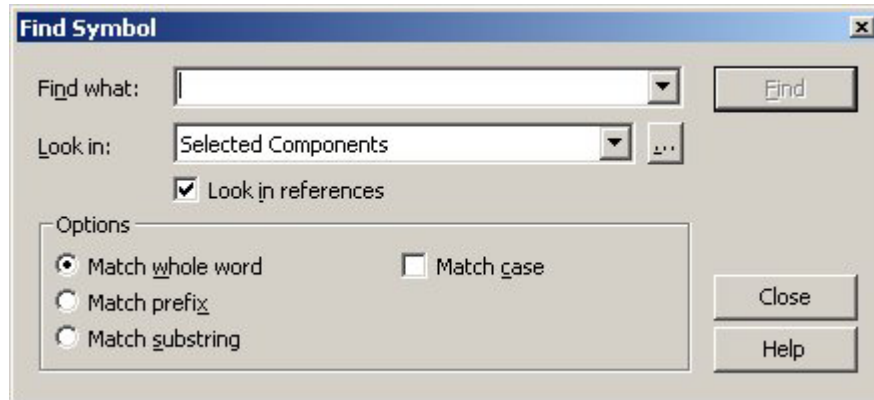 Find Symbol
Find what:
Find
Look in:
Selected Components
...
Look in references
Options
Match whole word
Match case
Match prefix
Match substring
Close
Help